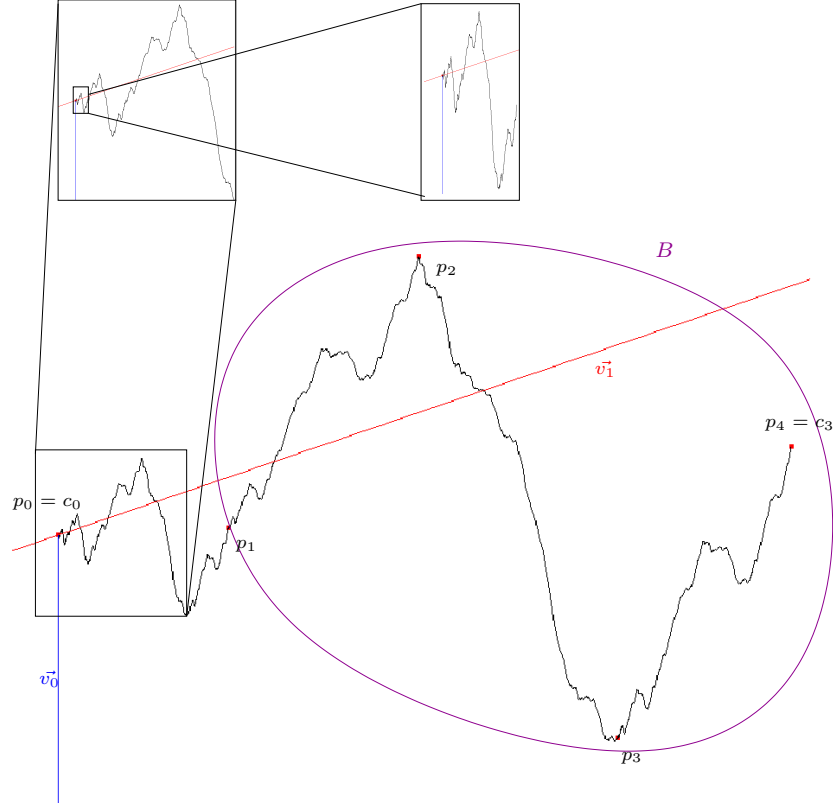 B
p₂
v⃗₁
p₄ = c₃
p₀ = c₀
p₁
v⃗₀
p₃